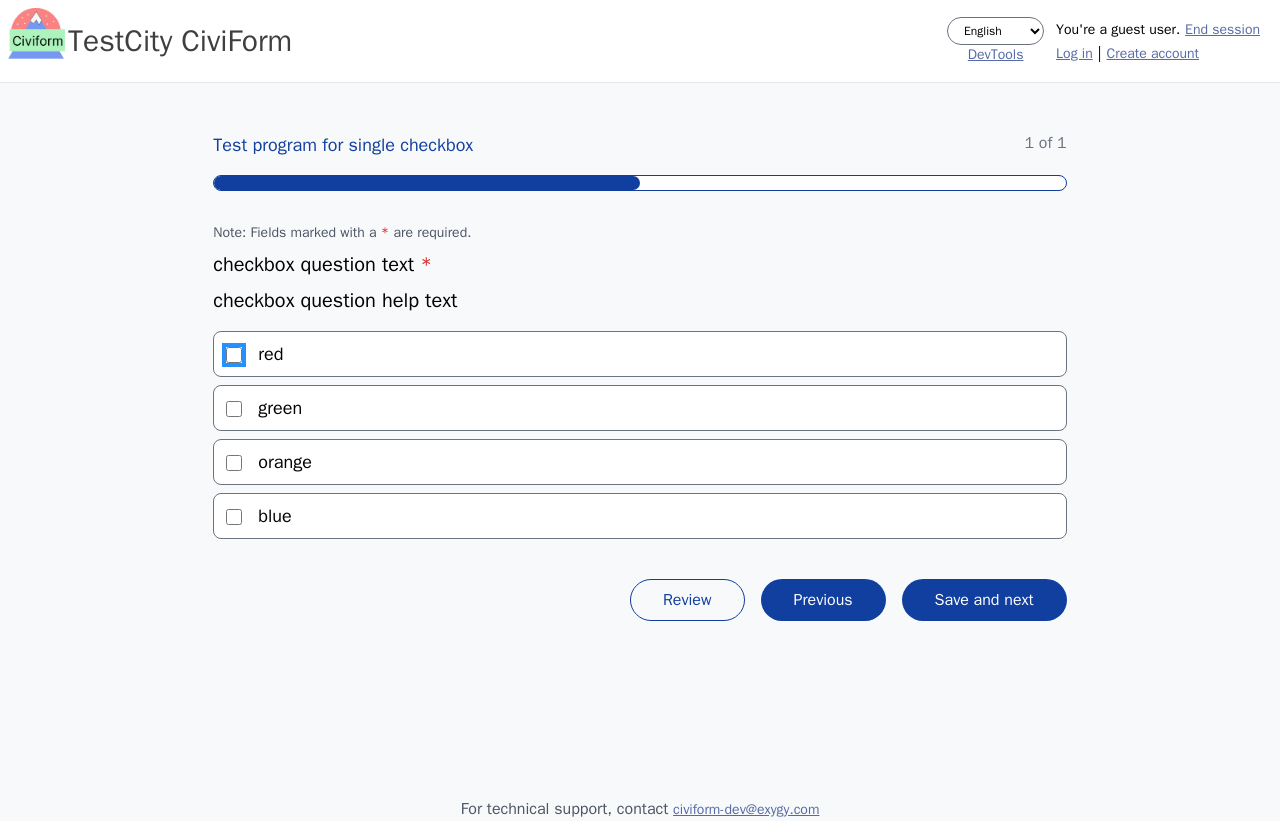 Civiform
TestCity CiviForm
English
DevTools
You're a guest user. End session
Log in | Create account
Test program for single checkbox
1 of 1
Note: Fields marked with a * are required.
checkbox question text *
checkbox question help text
red
green
orange
blue
Review
Previous
Save and next
For technical support, contact civiform-dev@exygy.com